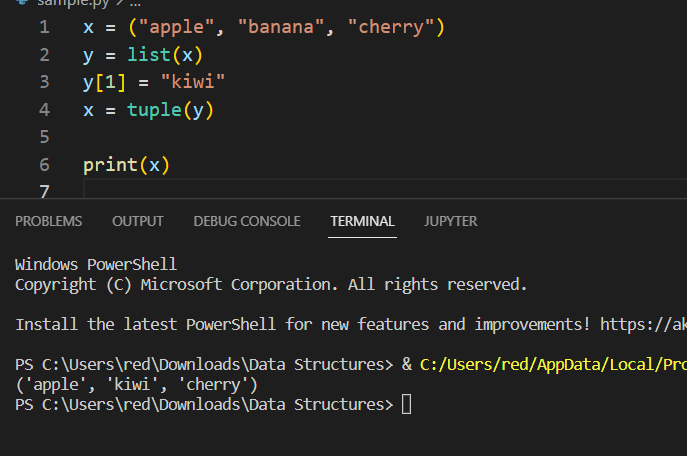 sample.py > ...
1 x = ("apple", "banana", "cherry")
2 y = list(x)
3 y[1] = "kiwi"
4 x = tuple(y)
5
6 print(x)
7
PROBLEMS OUTPUT DEBUG CONSOLE TERMINAL JUPYTER
Windows PowerShell
Copyright (C) Microsoft Corporation. All rights reserved.
Install the latest PowerShell for new features and improvements! https://ak
PS C:\Users\red\Downloads\Data Structures> & C:/Users/red/AppData/Local/Pro
('apple', 'kiwi', 'cherry')
PS C:\Users\red\Downloads\Data Structures>